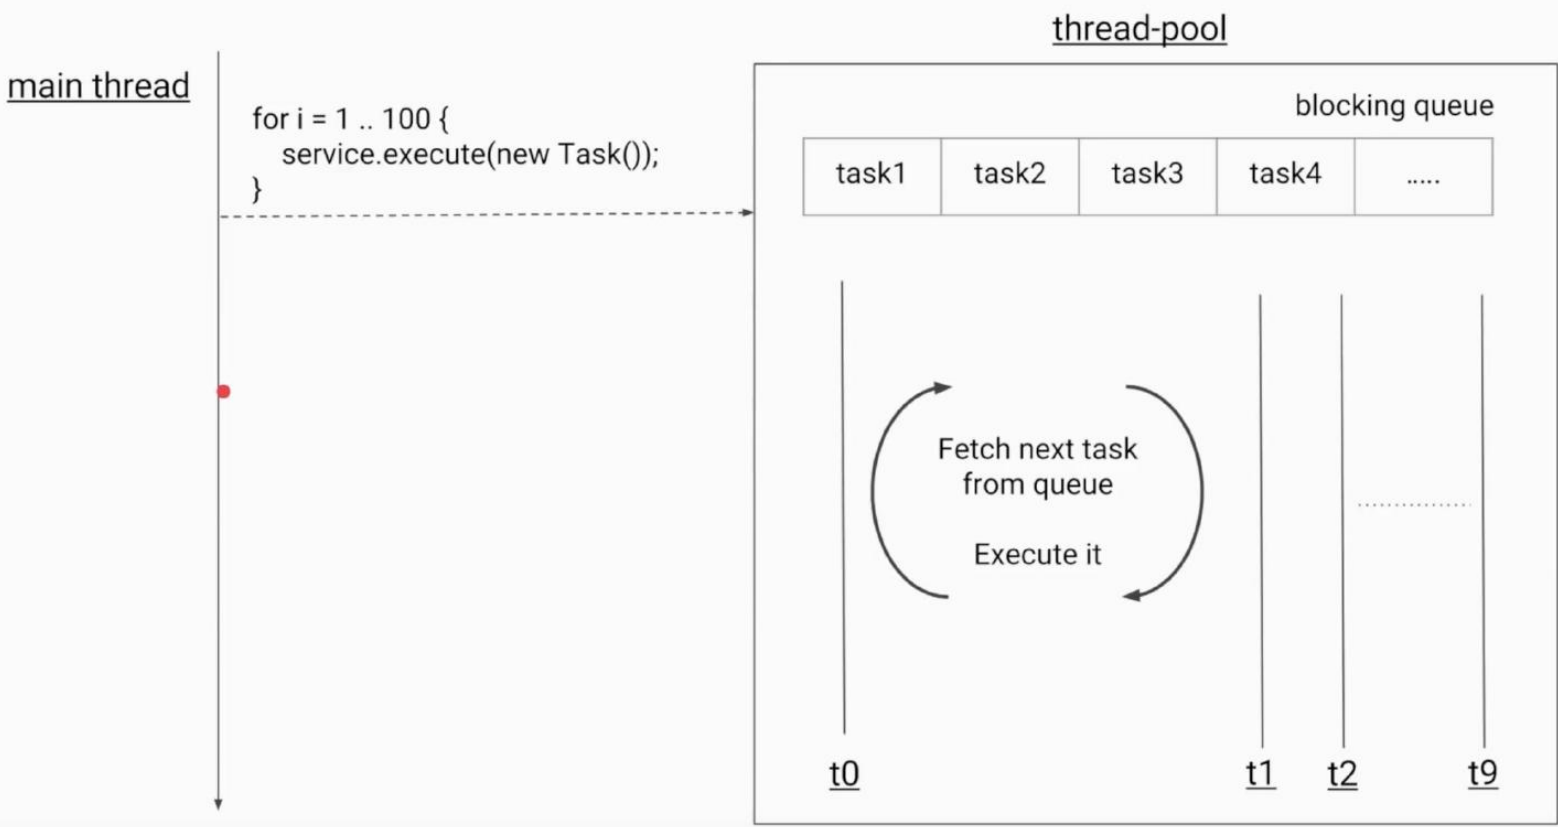 thread-pool
main thread
for i = 1 .. 100 {
service.execute(new Task());
}
blocking queue
task1 task2 task3 task4 .....
Fetch next task
from queue
Execute it
t0 t1 t2 t9